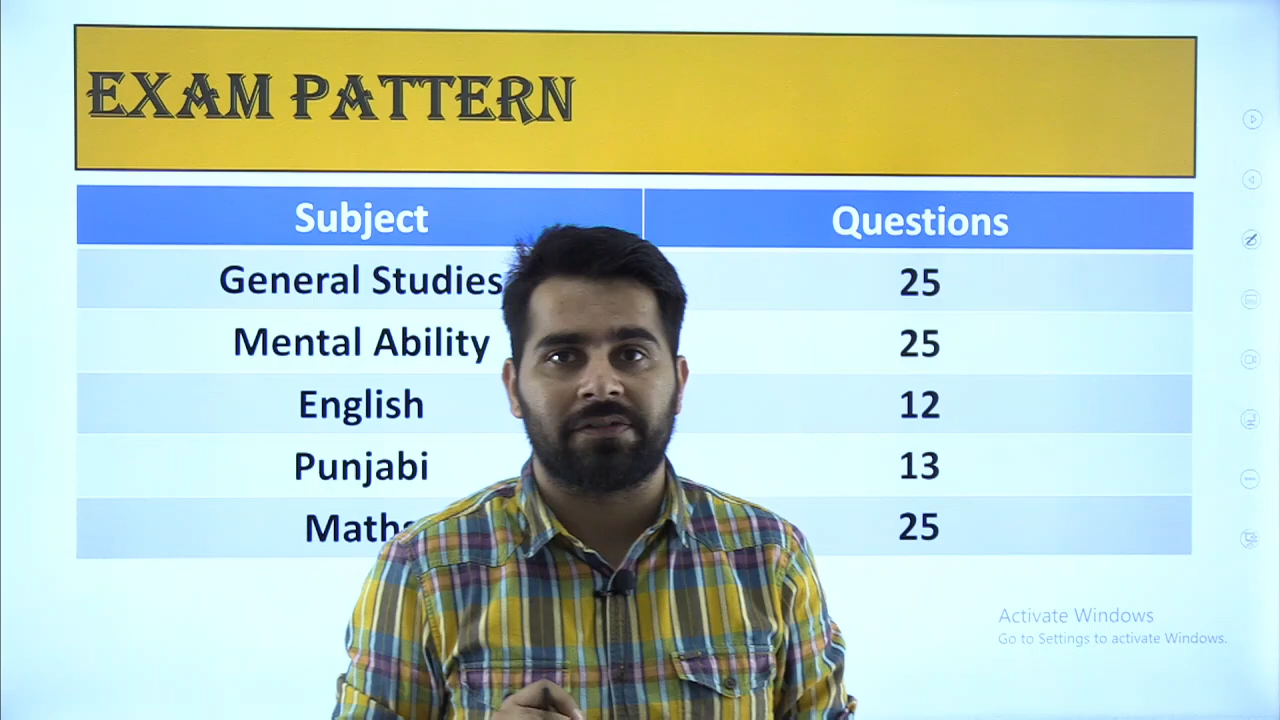 EXAM PATTERN
Subject Questions
General Studies 25
Mental Ability 25
English 12
Punjabi 13
Maths 25
Activate Windows
Go to Settings to activate Windows.